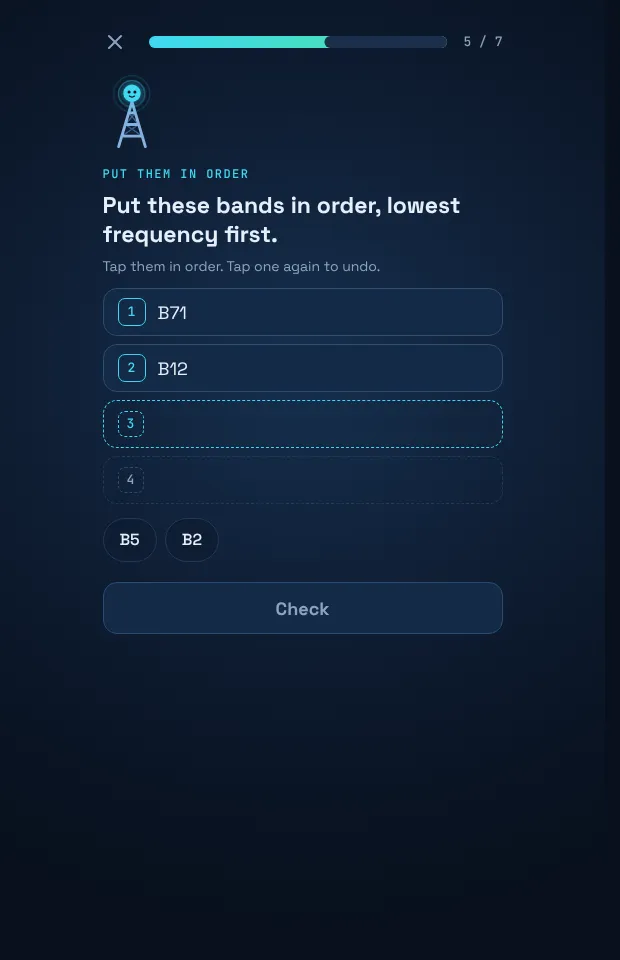 5 / 7
PUT THEM IN ORDER
Put these bands in order, lowest
frequency first.
Tap them in order. Tap one again to undo.
1 B71
2 B12
3
4
B5 B2
Check